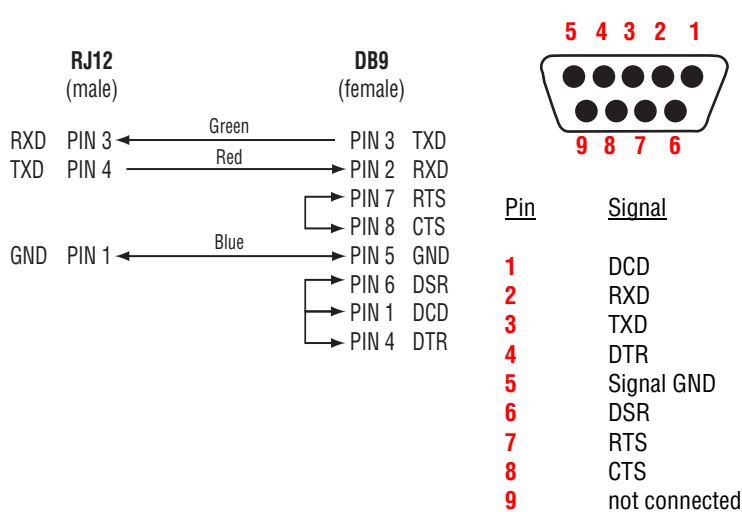 5 4 3 2 1
RJ12 DB9
(male) (female)
Green
RXD PIN 3 PIN 3 TXD
Red
TXD PIN 4 PIN 2 RXD
PIN 7 RTS
PIN 8 CTS
Blue
GND PIN 1 PIN 5 GND
PIN 6 DSR
PIN 1 DCD
PIN 4 DTR
9 8 7 6
Pin Signal
1 DCD
2 RXD
3 TXD
4 DTR
5 Signal GND
6 DSR
7 RTS
8 CTS
9 not connected